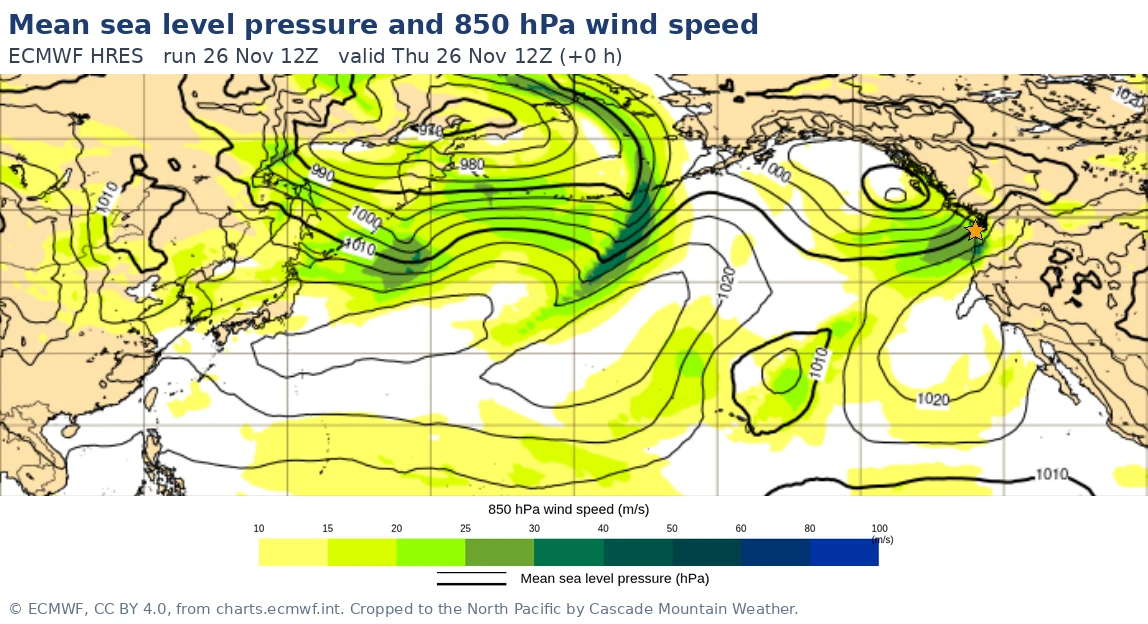 Mean sea level pressure and 850 hPa wind speed
ECMWF HRES run 26 Nov 12Z valid Thu 26 Nov 12Z (+0 h)
1020
970
980
990
1000
1010
1000
1010
1020
1010
1020
1010
850 hPa wind speed (m/s)
10 15 20 25 30 40 50 60 80 100
(m/s)
Mean sea level pressure (hPa)
© ECMWF, CC BY 4.0, from charts.ecmwf.int. Cropped to the North Pacific by Cascade Mountain Weather.